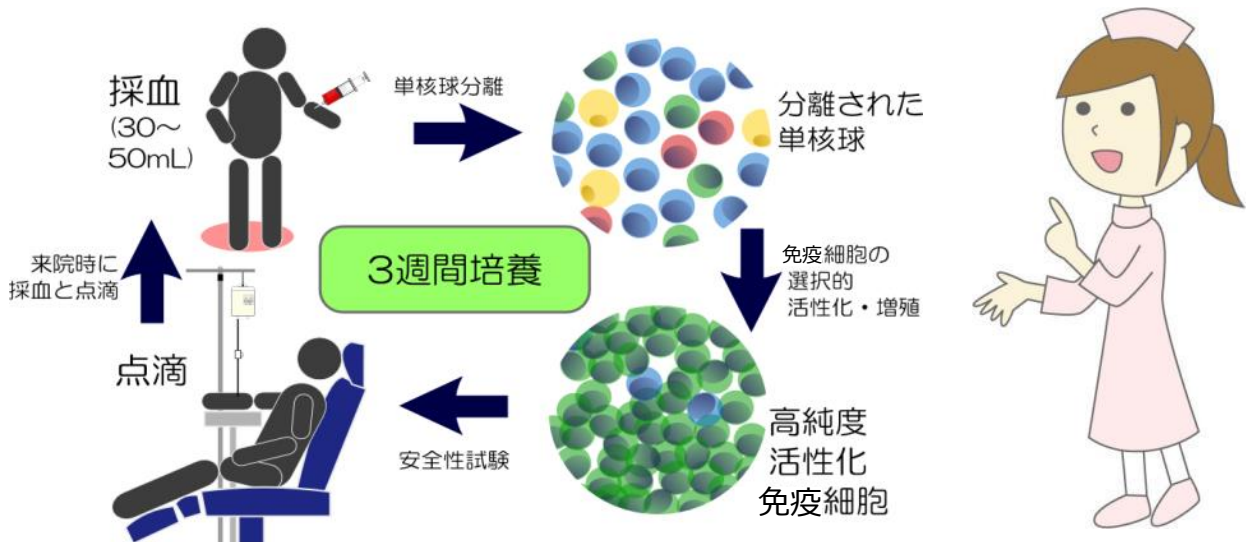 採血
(30〜
50mL)
単核球分離
分離された
単核球
免疫細胞の
選択的
活性化・増殖
高純度
活性化
免疫細胞
安全性試験
点滴
来院時に
採血と点滴
3週間培養